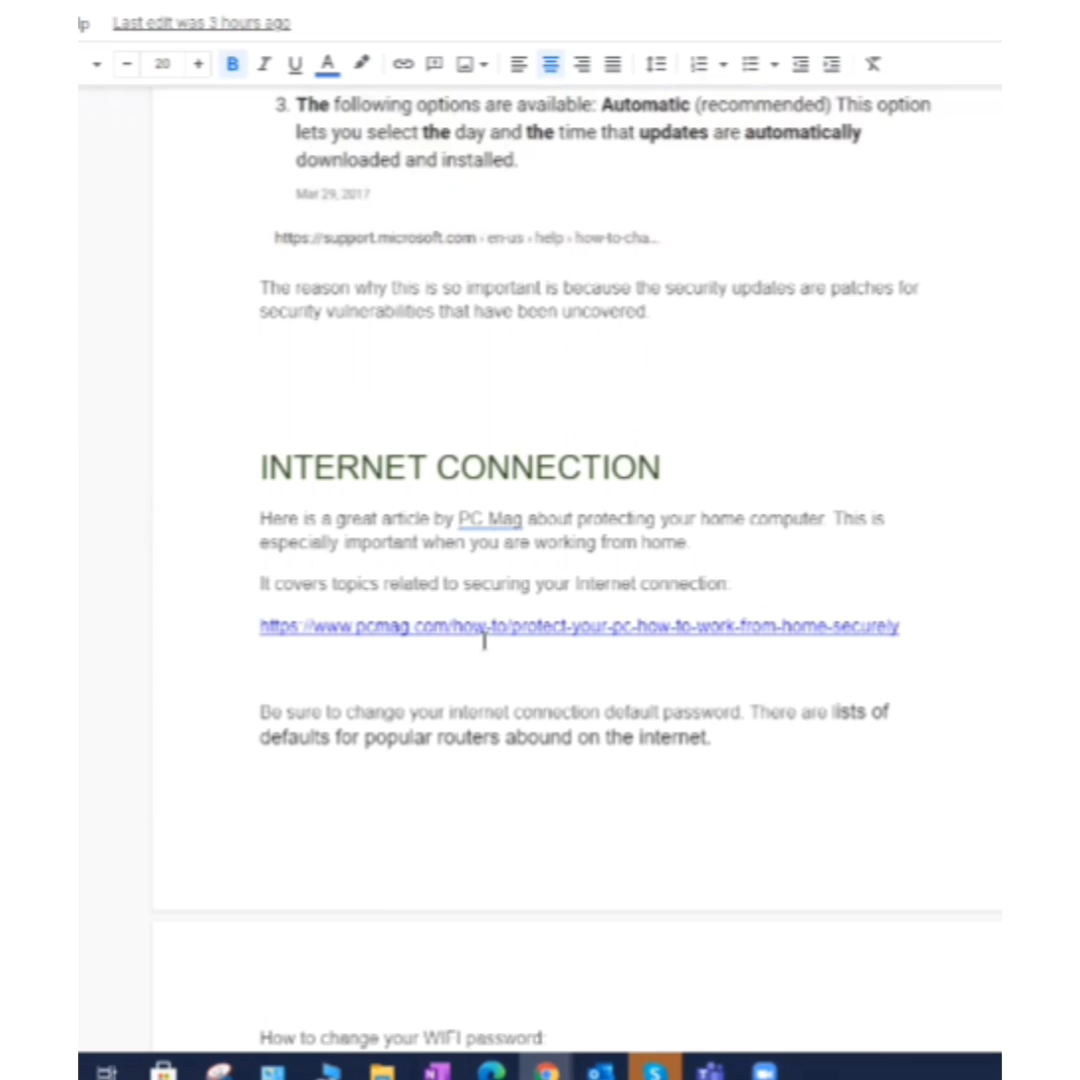 lp Last edit was 3 hours ago
20 B I U A
3. The following options are available: Automatic (recommended) This option
lets you select the day and the time that updates are automatically
downloaded and installed.
Mar 29, 2017
https://support.microsoft.com › en-us › help › how-to-cha...
The reason why this is so important is because the security updates are patches for
security vulnerabilities that have been uncovered.
INTERNET CONNECTION
Here is a great article by PC Mag about protecting your home computer. This is
especially important when you are working from home.
It covers topics related to securing your Internet connection:
https://www.pcmag.com/how-to/protect-your-pc-how-to-work-from-home-securely
Be sure to change your internet connection default password. There are lists of
defaults for popular routers abound on the internet.
How to change your WIFI password: